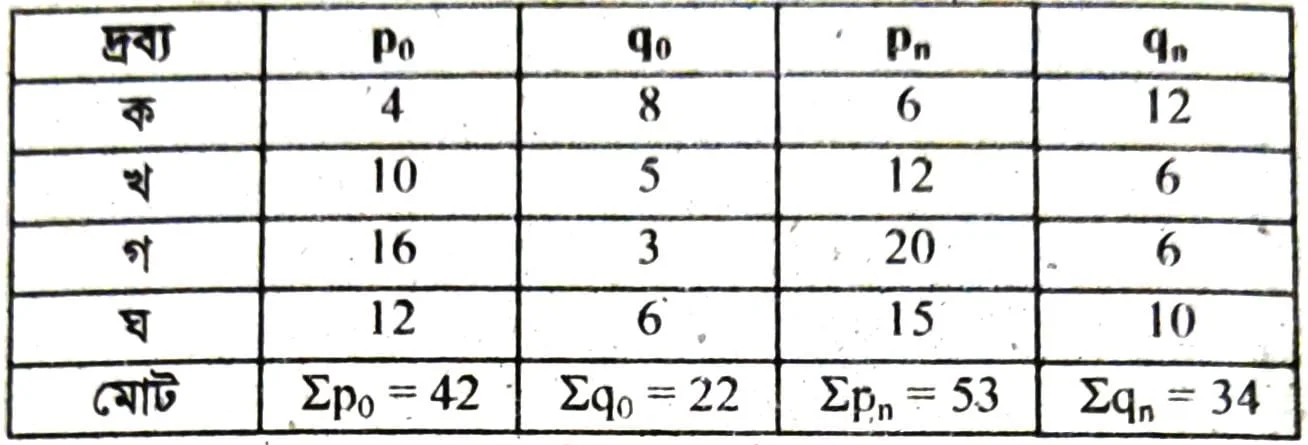 দ্রব্য p₀ q₀ pₙ qₙ
ক 4 8 6 12
খ 10 5 12 6
গ 16 3 20 6
ঘ 12 6 15 10
মোট Σp₀ = 42 Σq₀ = 22 Σpₙ = 53 Σqₙ = 34